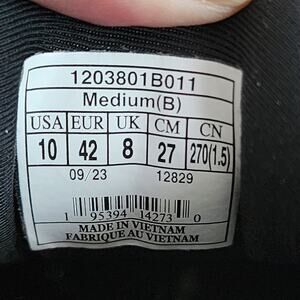 1203801B011
Medium(B)
USA EUR UK CM CN
10 42 8 27 270(1.5)
09/23 12829
1 95394 14273 0
MADE IN VIETNAM
FABRIQUE AU VIETNAM